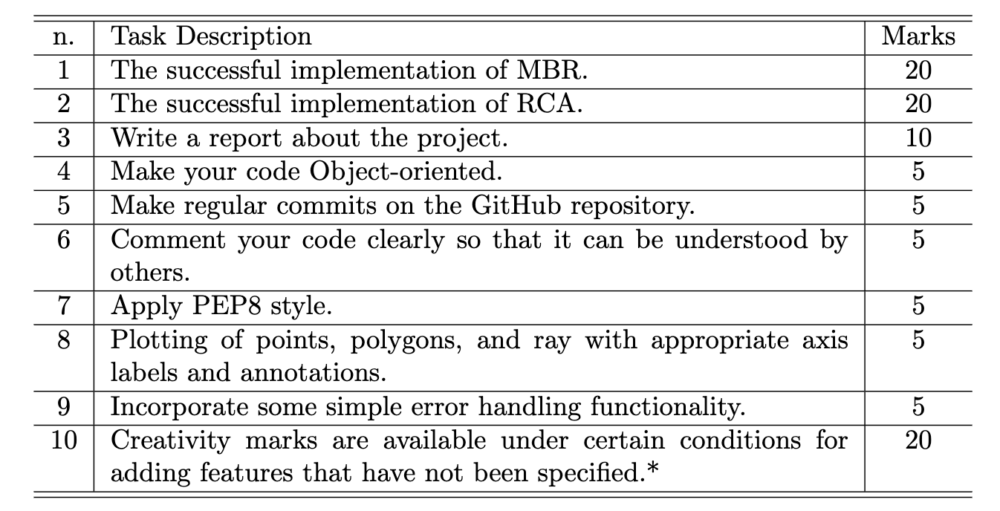 n. Task Description Marks
1 The successful implementation of MBR. 20
2 The successful implementation of RCA. 20
3 Write a report about the project. 10
4 Make your code Object-oriented. 5
5 Make regular commits on the GitHub repository. 5
6 Comment your code clearly so that it can be understood by 5
others.
7 Apply PEP8 style. 5
8 Plotting of points, polygons, and ray with appropriate axis 5
labels and annotations.
9 Incorporate some simple error handling functionality. 5
10 Creativity marks are available under certain conditions for 20
adding features that have not been specified.*